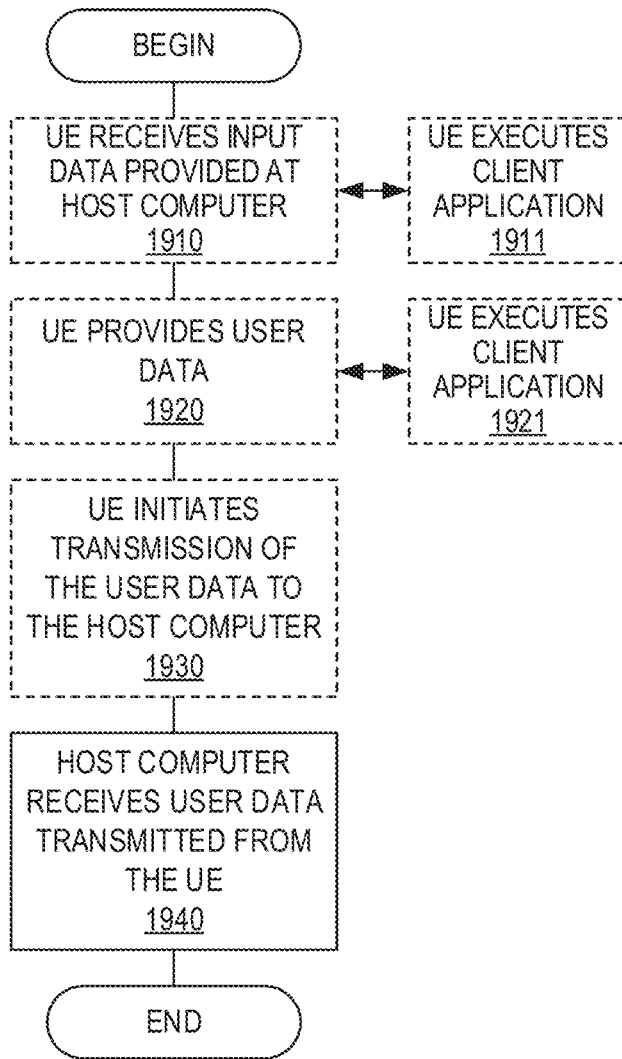 BEGIN
UE RECEIVES INPUT
DATA PROVIDED AT
HOST COMPUTER
1910
UE EXECUTES
CLIENT
APPLICATION
1911
UE PROVIDES USER
DATA
1920
UE EXECUTES
CLIENT
APPLICATION
1921
UE INITIATES
TRANSMISSION OF
THE USER DATA TO
THE HOST COMPUTER
1930
HOST COMPUTER
RECEIVES USER DATA
TRANSMITTED FROM
THE UE
1940
END